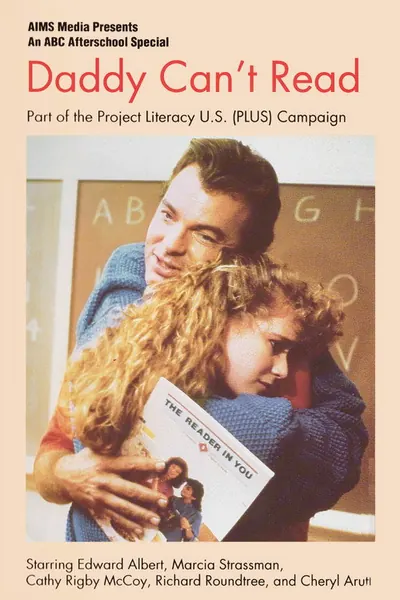 AIMS Media Presents
An ABC Afterschool Special
Daddy Can't Read
Part of the Project Literacy U.S. (PLUS) Campaign
A B G H
THE READER IN YOU
Starring Edward Albert, Marcia Strassman,
Cathy Rigby McCoy, Richard Roundtree, and Cheryl Arutt